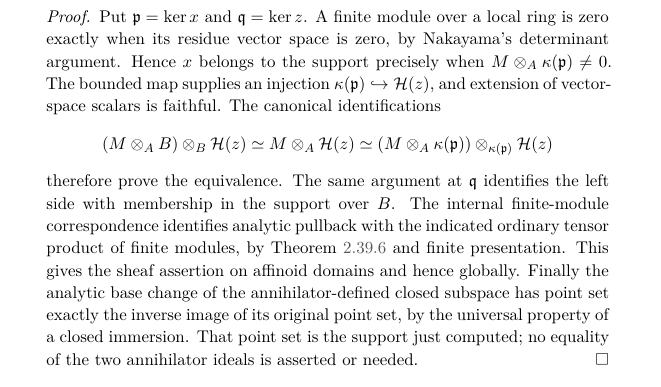 Proof. Put 𝔭 = ker x and 𝔮 = ker z. A finite module over a local ring is zero
exactly when its residue vector space is zero, by Nakayama's determinant
argument. Hence x belongs to the support precisely when M ⊗_A κ(𝔭) ≠ 0.
The bounded map supplies an injection κ(𝔭) ↪ ℋ(z), and extension of vector-
space scalars is faithful. The canonical identifications
(M ⊗_A B) ⊗_B ℋ(z) ≃ M ⊗_A ℋ(z) ≃ (M ⊗_A κ(𝔭)) ⊗_{κ(𝔭)} ℋ(z)
therefore prove the equivalence. The same argument at 𝔮 identifies the left
side with membership in the support over B. The internal finite-module
correspondence identifies analytic pullback with the indicated ordinary tensor
product of finite modules, by Theorem 2.39.6 and finite presentation. This
gives the sheaf assertion on affinoid domains and hence globally. Finally the
analytic base change of the annihilator-defined closed subspace has point set
exactly the inverse image of its original point set, by the universal property of
a closed immersion. That point set is the support just computed; no equality
of the two annihilator ideals is asserted or needed. □